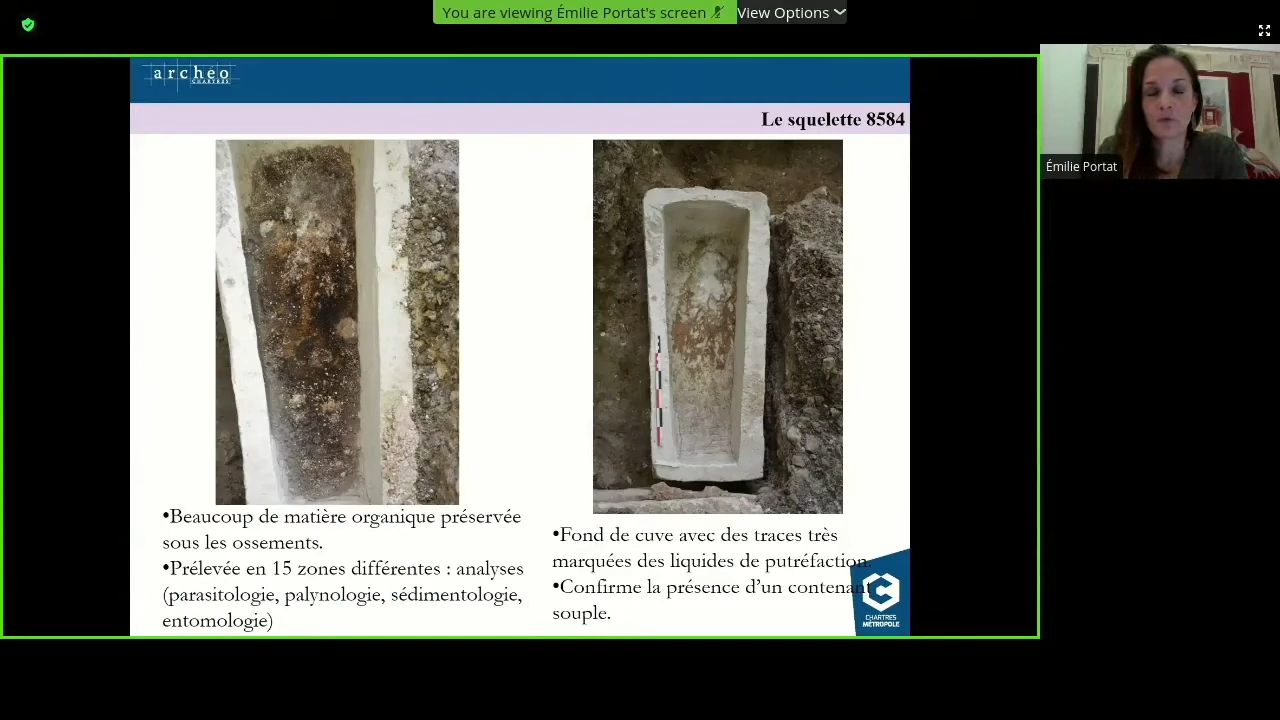 You are viewing Émilie Portat's screen
View Options
archéo
CHARTRES
Le squelette 8584
Émilie Portat
•Beaucoup de matière organique préservée
sous les ossements.
•Prélevée en 15 zones différentes : analyses
(parasitologie, palynologie, sédimentologie,
entomologie)
•Fond de cuve avec des traces très
marquées des liquides de putréfaction.
•Confirme la présence d’un contenant
souple.
CHARTRES
MÉTROPOLE